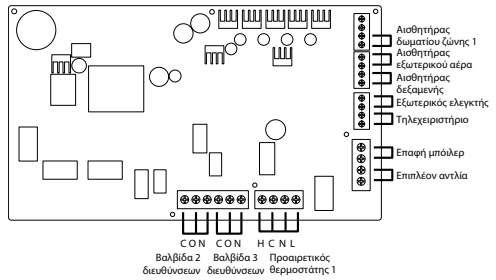 Αισθητήρας
δωματίου ζώνης 1
Αισθητήρας
εξωτερικού αέρα
Αισθητήρας
δεξαμενής
Εξωτερικός ελεγκτής
Τηλεχειριστήριο
Επαφή μπόιλερ
Επιπλέον αντλία
C O N C O N H C N L
Βαλβίδα 2 Βαλβίδα 3 Προαιρετικός
διευθύνσεων διευθύνσεων θερμοστάτης 1